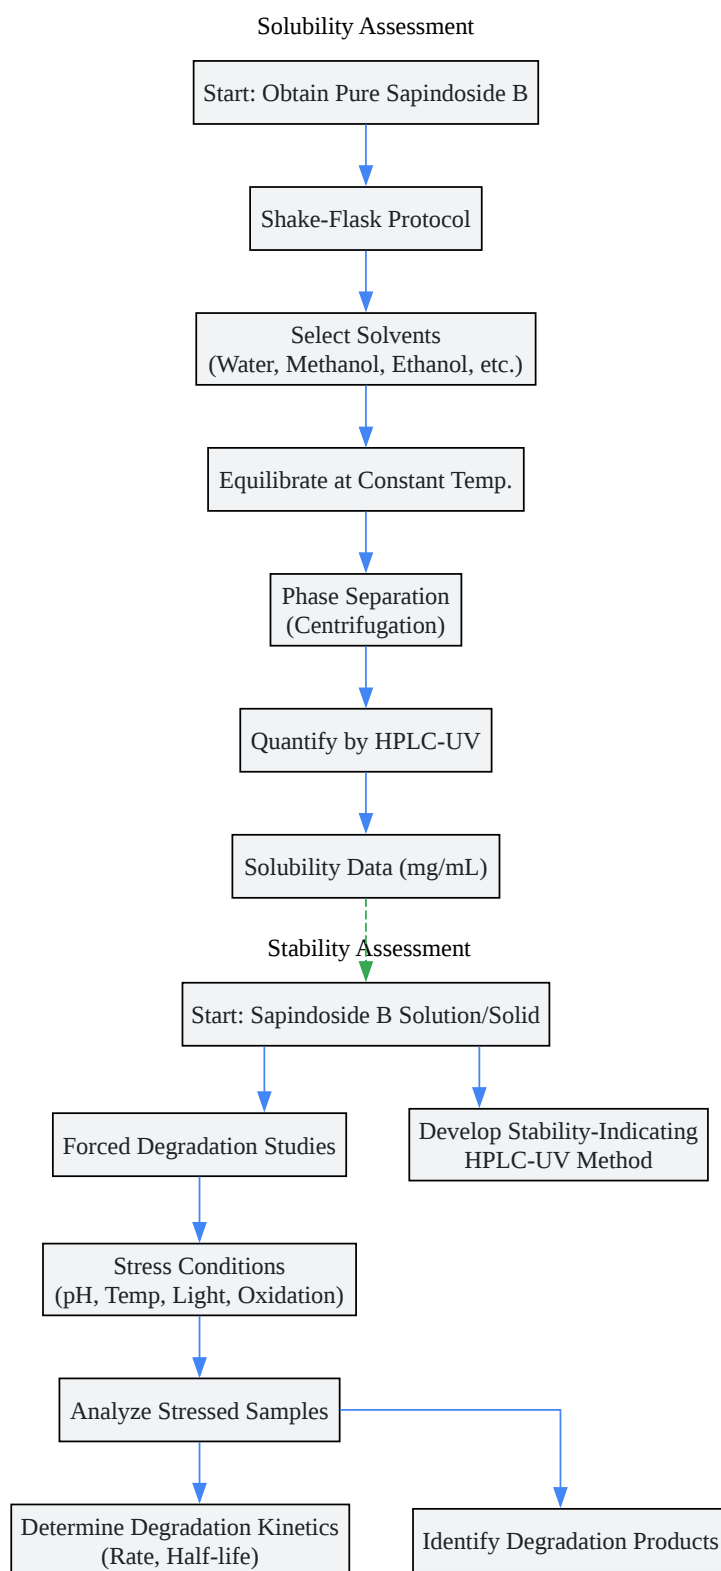 Solubility Assessment
Start: Obtain Pure Sapindoside B
Shake-Flask Protocol
Select Solvents
(Water, Methanol, Ethanol, etc.)
Equilibrate at Constant Temp.
Phase Separation
(Centrifugation)
Quantify by HPLC-UV
Solubility Data (mg/mL)
Stability Assessment
Start: Sapindoside B Solution/Solid
Forced Degradation Studies
Develop Stability-Indicating
HPLC-UV Method
Stress Conditions
(pH, Temp, Light, Oxidation)
Analyze Stressed Samples
Determine Degradation Kinetics
(Rate, Half-life)
Identify Degradation Products